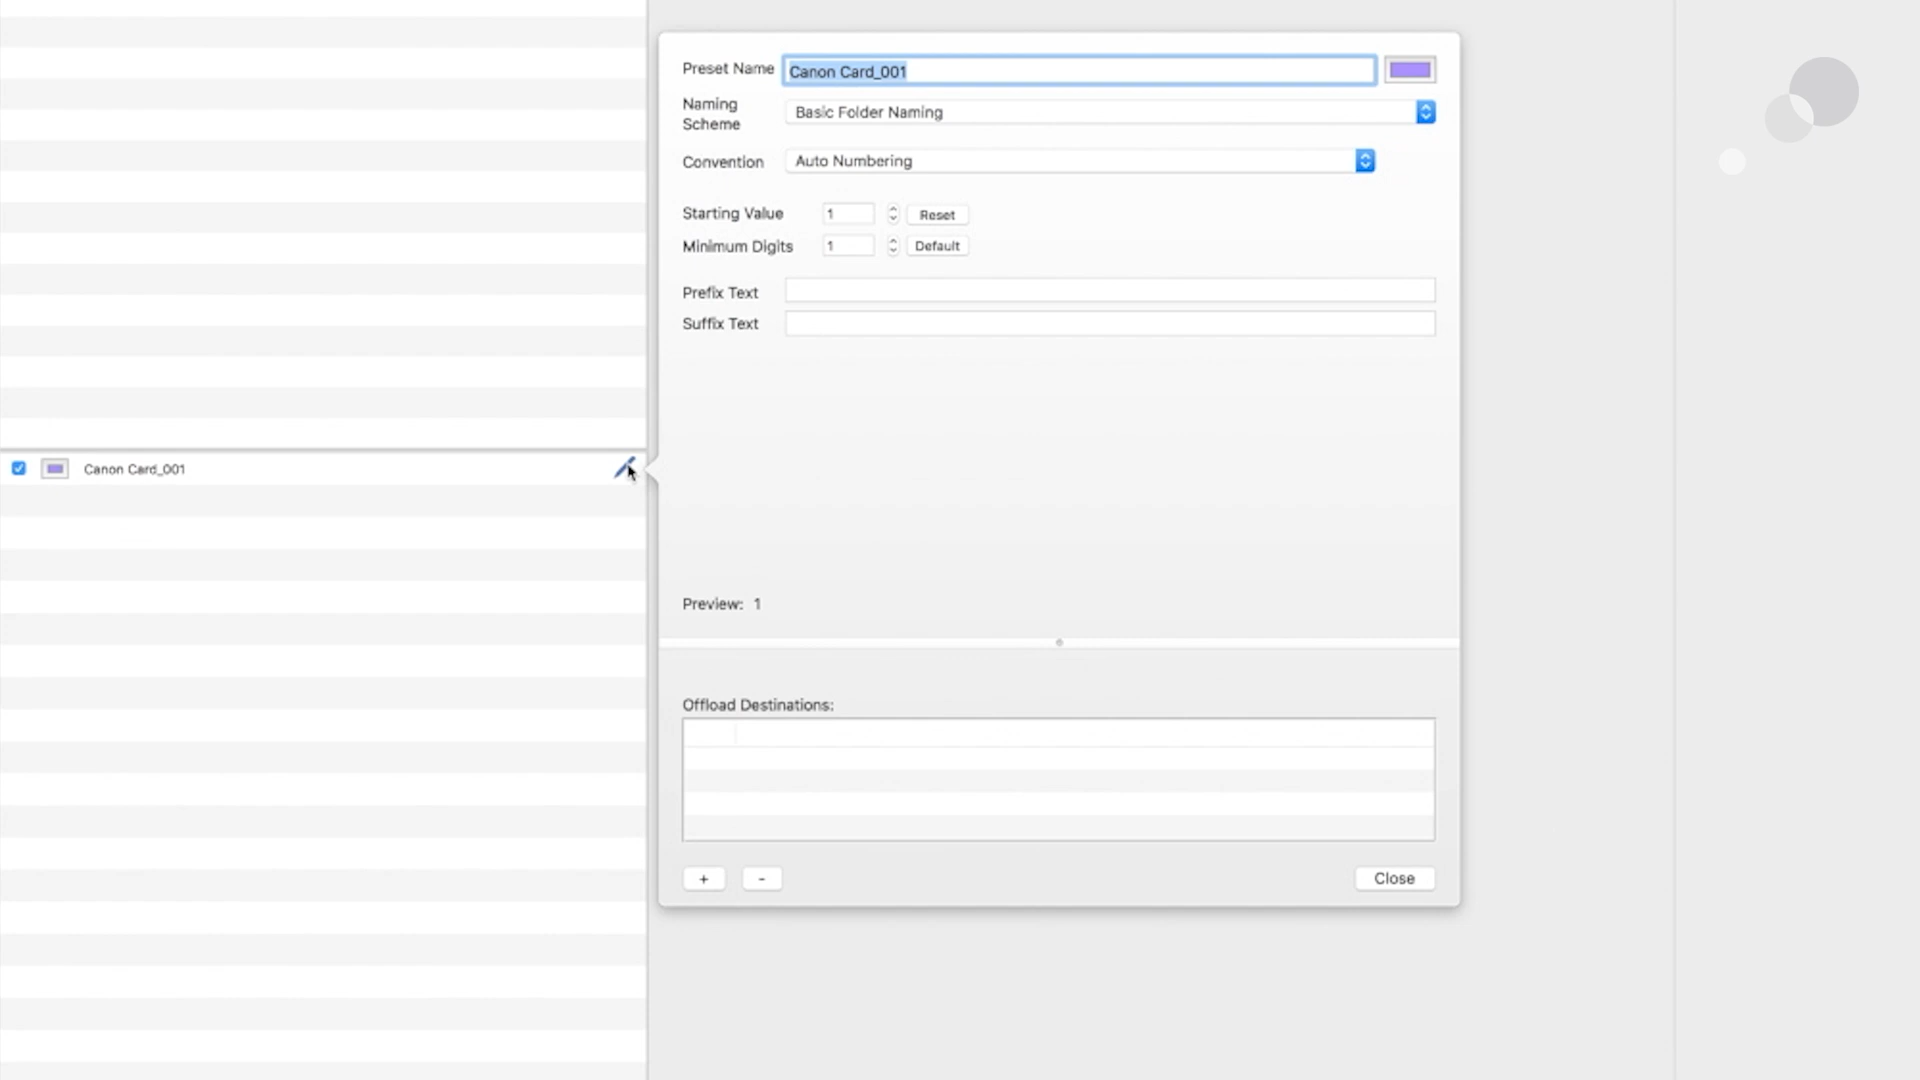 Preset Name Canon Card_001
Naming Scheme Basic Folder Naming
Convention Auto Numbering
Starting Value 1 Reset
Minimum Digits 1 Default
Prefix Text
Suffix Text
Canon Card_001
Preview: 1
Offload Destinations:
+ - Close